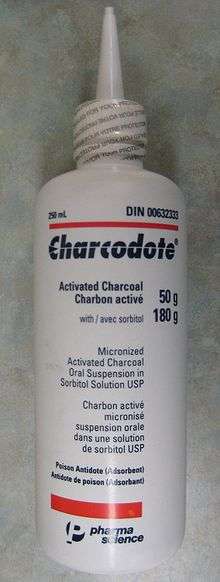 250 mL DIN 00632333
Charcodote®
Activated Charcoal 50 g
Charbon activé
with / avec sorbitol 180 g
Micronized
Activated Charcoal
Oral Suspension in
Sorbitol Solution USP
Charbon activé
micronisé
suspension orale
dans une solution
de sorbitol USP
Poison Antidote (Adsorbent)
Antidote de poison (Adsorbant)
pharma
science